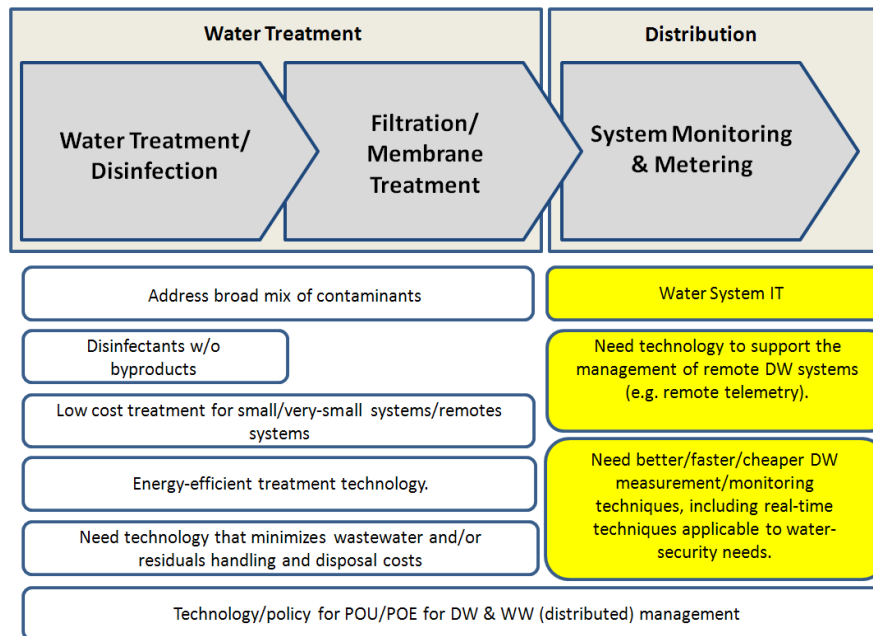 Water Treatment
Distribution
Water Treatment/
Disinfection
Filtration/
Membrane
Treatment
System Monitoring
& Metering
Address broad mix of contaminants
Water System IT
Disinfectants w/o
byproducts
Need technology to support the
management of remote DW systems
(e.g. remote telemetry).
Low cost treatment for small/very-small systems/remotes
systems
Energy-efficient treatment technology.
Need better/faster/cheaper DW
measurement/monitoring
techniques, including real-time
techniques applicable to water-
security needs.
Need technology that minimizes wastewater and/or
residuals handling and disposal costs
Technology/policy for POU/POE for DW & WW (distributed) management